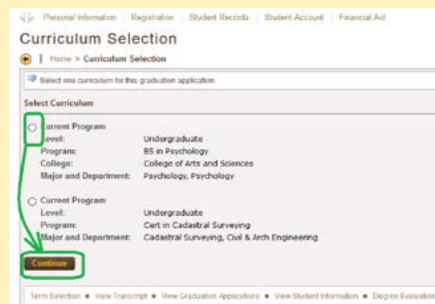 Personal Information | Registration | Student Records | Student Account | Financial Aid
Curriculum Selection
| Home > Curriculum Selection
Select one curriculum for this graduation application.
Select Curriculum
Current Program
Level: Undergraduate
Program: BS in Psychology
College: College of Arts and Sciences
Major and Department: Psychology, Psychology
Current Program
Level: Undergraduate
Program: Cert in Cadastral Surveying
Major and Department: Cadastral Surveying, Civil & Arch Engineering
Continue
Term Selection • View Transcript • View Graduation Applications • View Student Information • Degree Evaluation